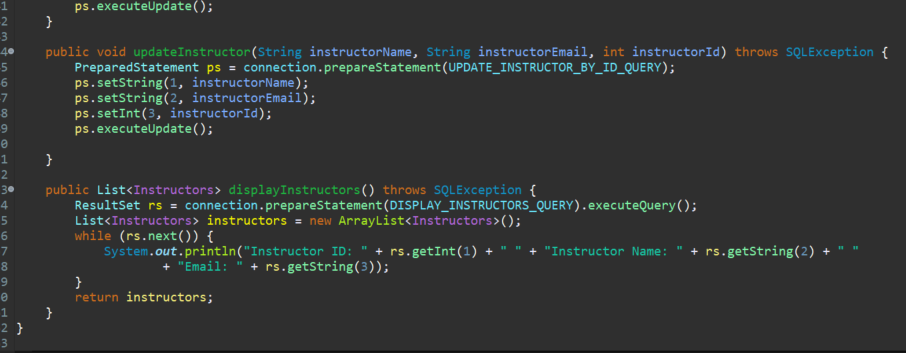 1 ps.executeUpdate();
2 }
3
4 public void updateInstructor(String instructorName, String instructorEmail, int instructorId) throws SQLException {
5 PreparedStatement ps = connection.prepareStatement(UPDATE_INSTRUCTOR_BY_ID_QUERY);
6 ps.setString(1, instructorName);
7 ps.setString(2, instructorEmail);
8 ps.setInt(3, instructorId);
9 ps.executeUpdate();
0
1 }
2
3 public List<Instructors> displayInstructors() throws SQLException {
4 ResultSet rs = connection.prepareStatement(DISPLAY_INSTRUCTORS_QUERY).executeQuery();
5 List<Instructors> instructors = new ArrayList<Instructors>();
6 while (rs.next()) {
7 System.out.println("Instructor ID: " + rs.getInt(1) + " " + "Instructor Name: " + rs.getString(2) + " "
8 + "Email: " + rs.getString(3));
9 }
0 return instructors;
1 }
2 }
3